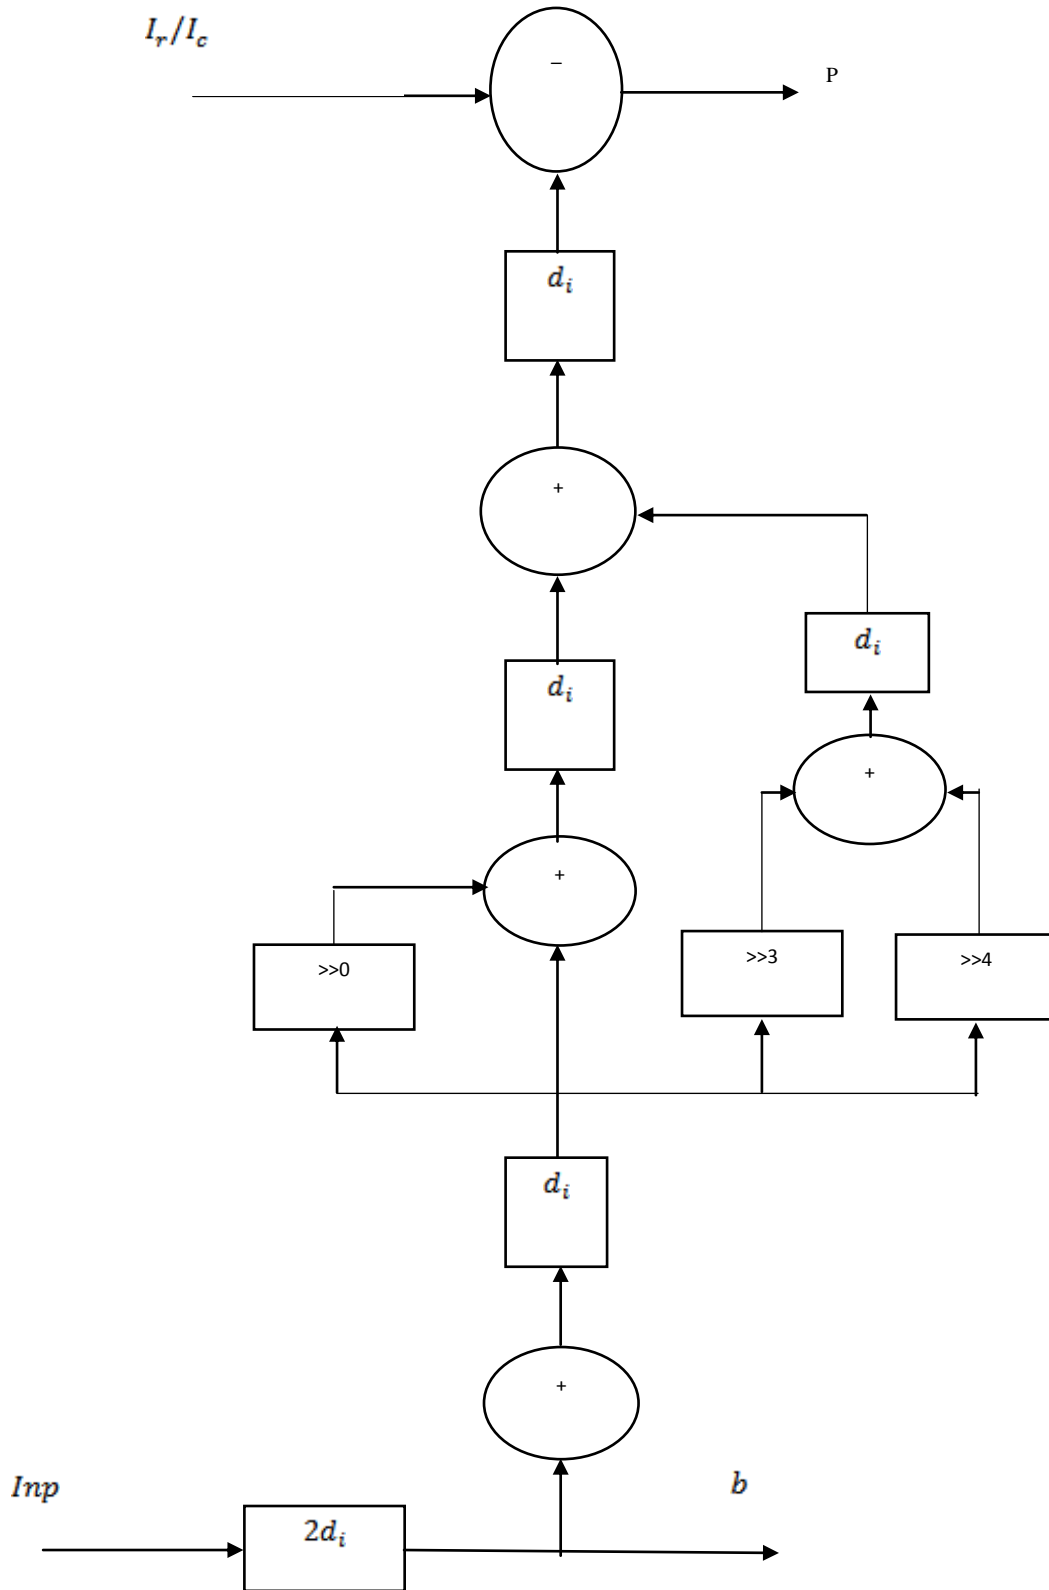 I_r/I_c
−
P
d_i
+
d_i
d_i
+
+
>>0
>>3
>>4
d_i
+
Inp
b
2d_i